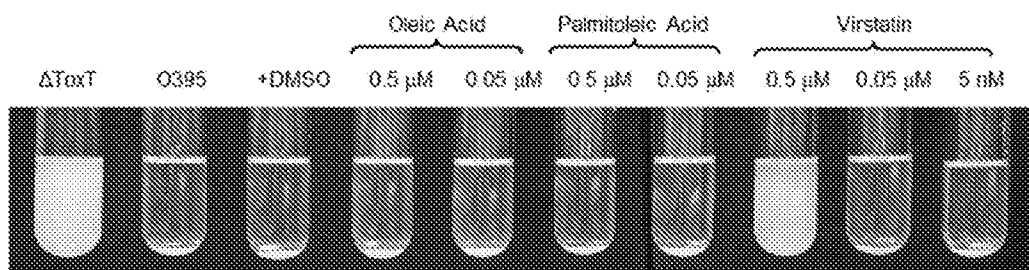 Oleic Acid Palmitoleic Acid Virstatin
ΔToxT O395 +DMSO 0.5 µM 0.05 µM 0.5 µM 0.05 µM 0.5 µM 0.05 µM 5 nM